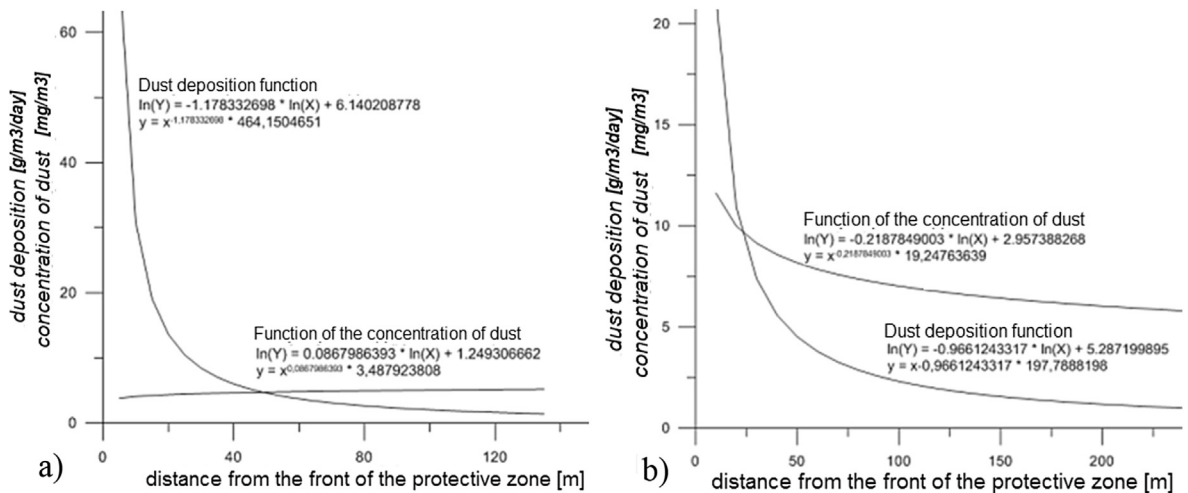 dust deposition [g/m3/day]
concentration of dust [mg/m3]
60
40
20
0
Dust deposition function
ln(Y) = -1.178332698 * ln(X) + 6.140208778
y = x-1,178332698 * 464,1504651
Function of the concentration of dust
ln(Y) = 0.0867986393 * ln(X) + 1.249306662
y = x0,0867986393 * 3,487923808
0 40 80 120
a)
distance from the front of the protective zone [m]
dust deposition [g/m3/day]
concentration of dust [mg/m3]
20
15
10
5
0
Function of the concentration of dust
ln(Y) = -0.2187849003 * ln(X) + 2.957388268
y = x-0,2187849003 * 19,24763639
Dust deposition function
ln(Y) = -0.9661243317 * ln(X) + 5.287199895
y = x-0,9661243317 * 197,7888198
0 50 100 150 200
b)
distance from the front of the protective zone [m]